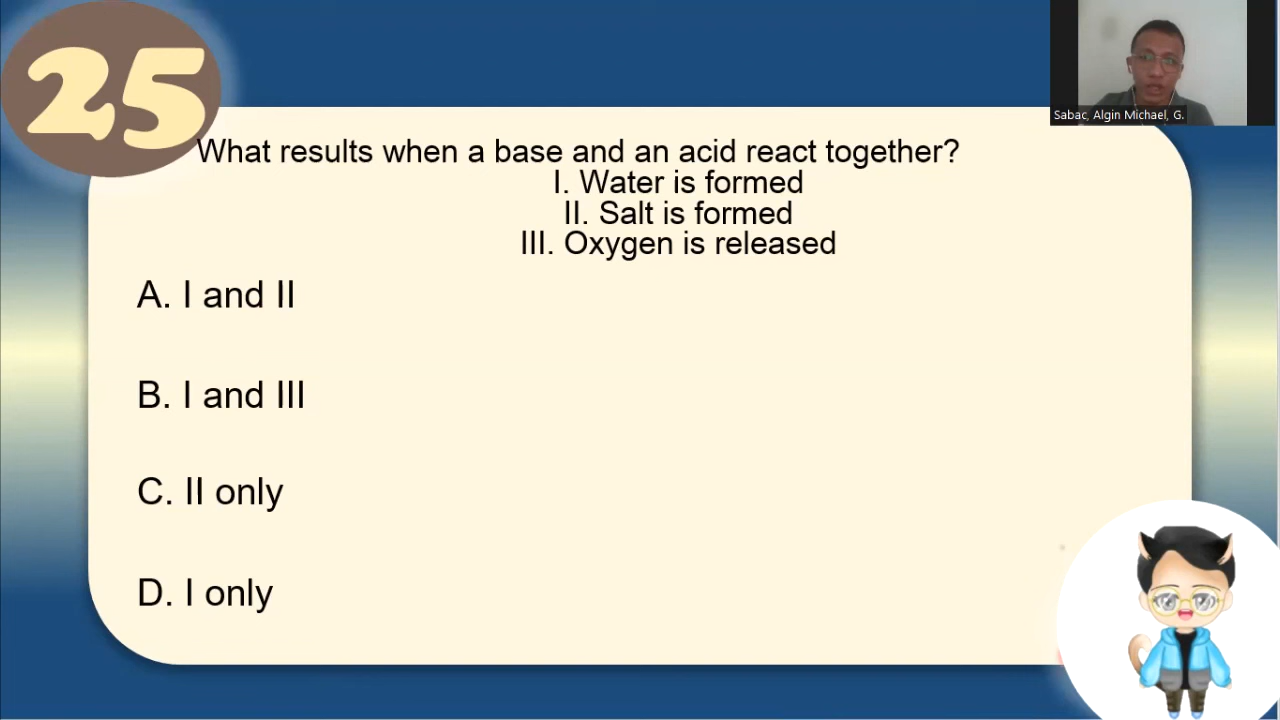 25
Sabac, Algin Michael, G.
What results when a base and an acid react together?
I. Water is formed
II. Salt is formed
III. Oxygen is released
A. I and II
B. I and III
C. II only
D. I only